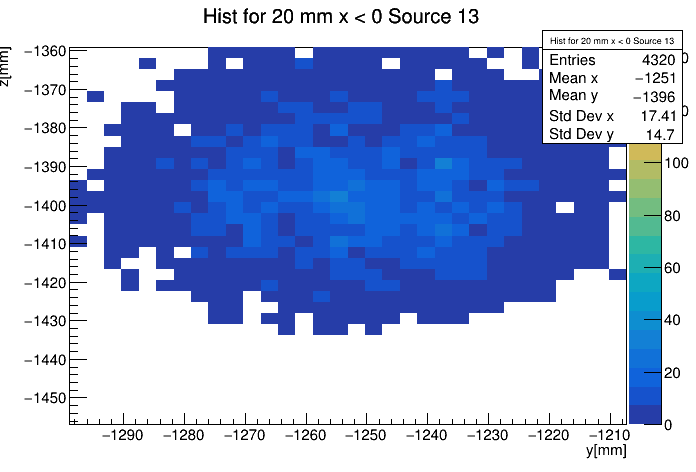 Hist for 20 mm x < 0 Source 13
Hist for 20 mm x < 0 Source 13
Entries 4320
Mean x −1251
Mean y −1396
Std Dev x 17.41
Std Dev y 14.7
z[mm]
−1360
−1370
−1380
−1390
−1400
−1410
−1420
−1430
−1440
−1450
−1290 −1280 −1270 −1260 −1250 −1240 −1230 −1220 −1210
y[mm]
100
80
60
40
20
0